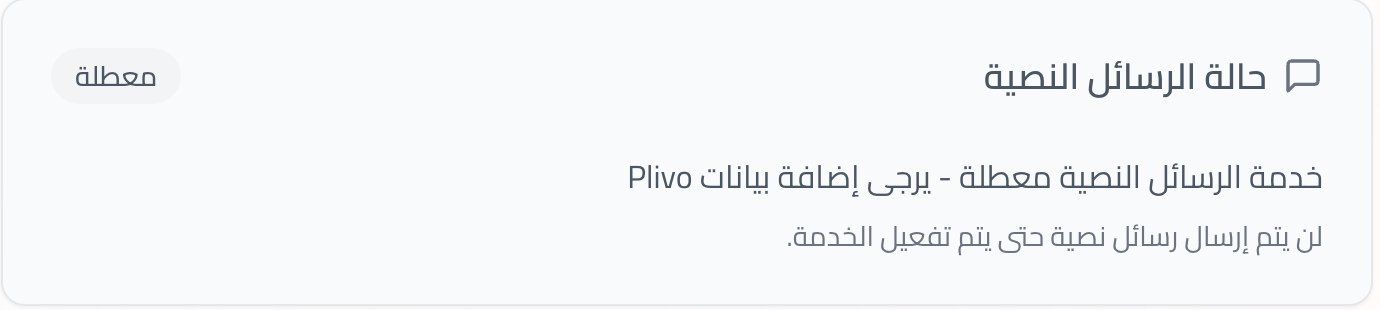 حالة الرسائل النصية
معطلة
خدمة الرسائل النصية معطلة - يرجى إضافة بيانات Plivo
لن يتم إرسال رسائل نصية حتى يتم تفعيل الخدمة.